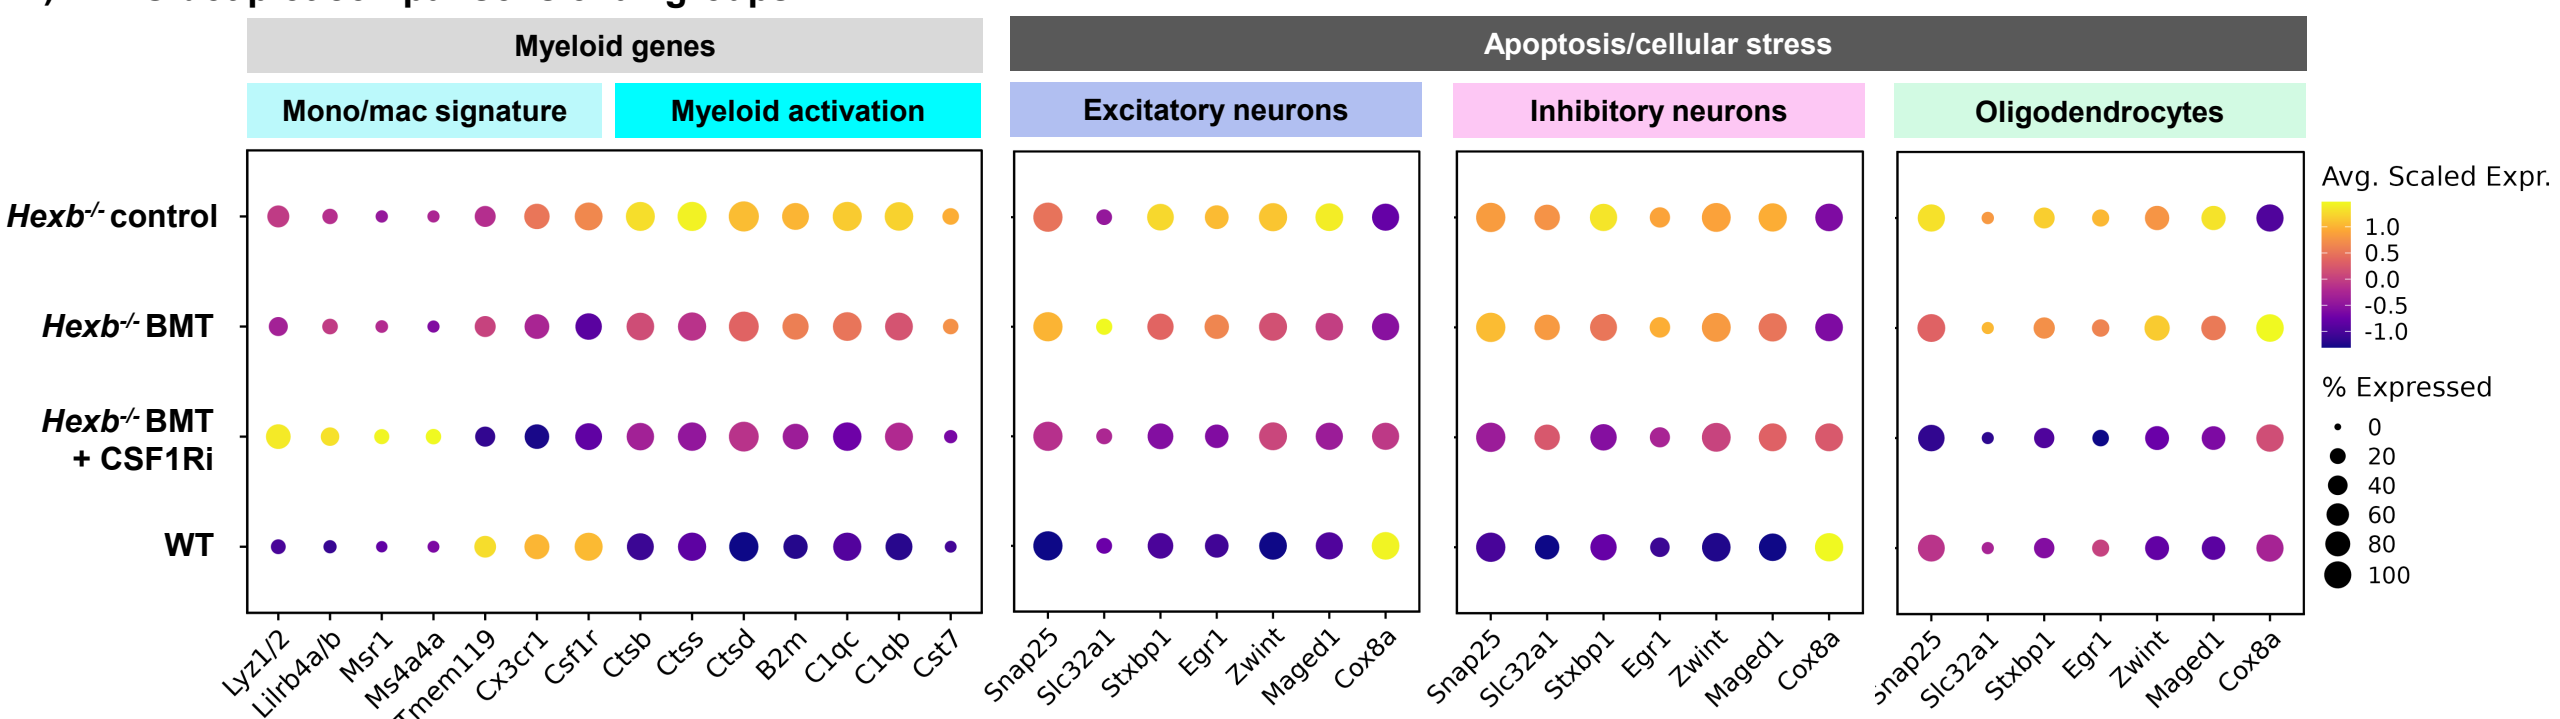 Myeloid genes
Apoptosis/cellular stress
Mono/mac signature
Myeloid activation
Excitatory neurons
Inhibitory neurons
Oligodendrocytes
Hexb-/- control
Hexb-/- BMT
Hexb-/- BMT
+ CSF1Ri
WT
Lyz1/2
Lilrb4a/b
Msr1
Ms4a4a
Tmem119
Cx3cr1
Csf1r
Ctsb
Ctss
Ctsd
B2m
C1qc
C1qb
Cst7
Snap25
Slc32a1
Stxbp1
Egr1
Zwint
Maged1
Cox8a
Snap25
Slc32a1
Stxbp1
Egr1
Zwint
Maged1
Cox8a
Snap25
Slc32a1
Stxbp1
Egr1
Zwint
Maged1
Cox8a
Avg. Scaled Expr.
1.0
0.5
0.0
-0.5
-1.0
% Expressed
0
20
40
60
80
100